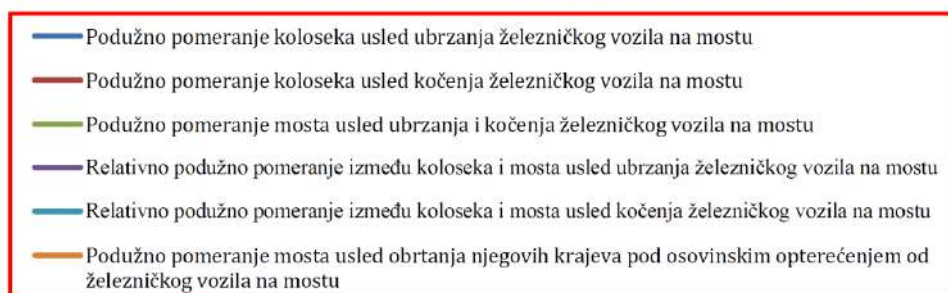 Podužno pomeranje koloseka usled ubrzanja železničkog vozila na mostu
Podužno pomeranje koloseka usled kočenja železničkog vozila na mostu
Podužno pomeranje mosta usled ubrzanja i kočenja železničkog vozila na mostu
Relativno podužno pomeranje između koloseka i mosta usled ubrzanja železničkog vozila na mostu
Relativno podužno pomeranje između koloseka i mosta usled kočenja železničkog vozila na mostu
Podužno pomeranje mosta usled obrtanja njegovih krajeva pod osovinskim opterećenjem od
železničkog vozila na mostu